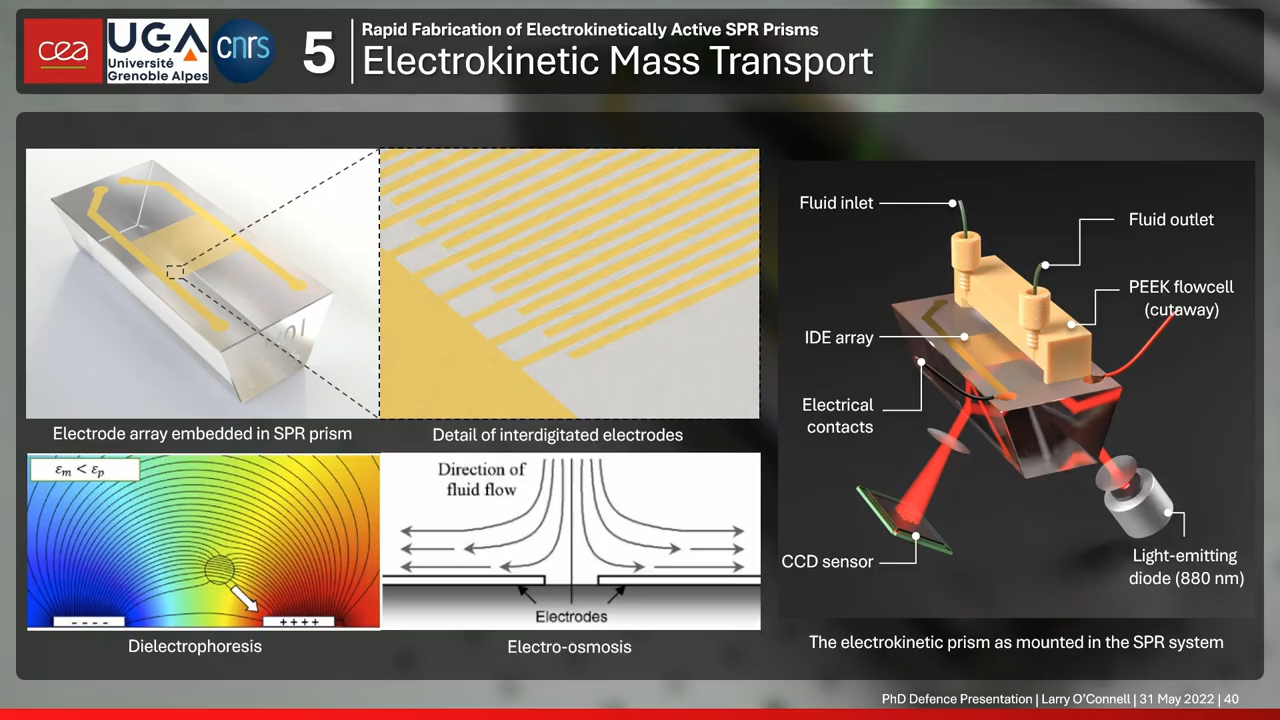 cea
UGA
Université
Grenoble Alpes
cnrs
5
Rapid Fabrication of Electrokinetically Active SPR Prisms
Electrokinetic Mass Transport
Electrode array embedded in SPR prism
Detail of interdigitated electrodes
εm < εp
- - - -
++++
Dielectrophoresis
Direction of
fluid flow
Electrodes
Electro-osmosis
Fluid inlet
Fluid outlet
PEEK flowcell
(cutaway)
IDE array
Electrical
contacts
CCD sensor
Light-emitting
diode (880 nm)
The electrokinetic prism as mounted in the SPR system
PhD Defence Presentation | Larry O'Connell | 31 May 2022 | 40